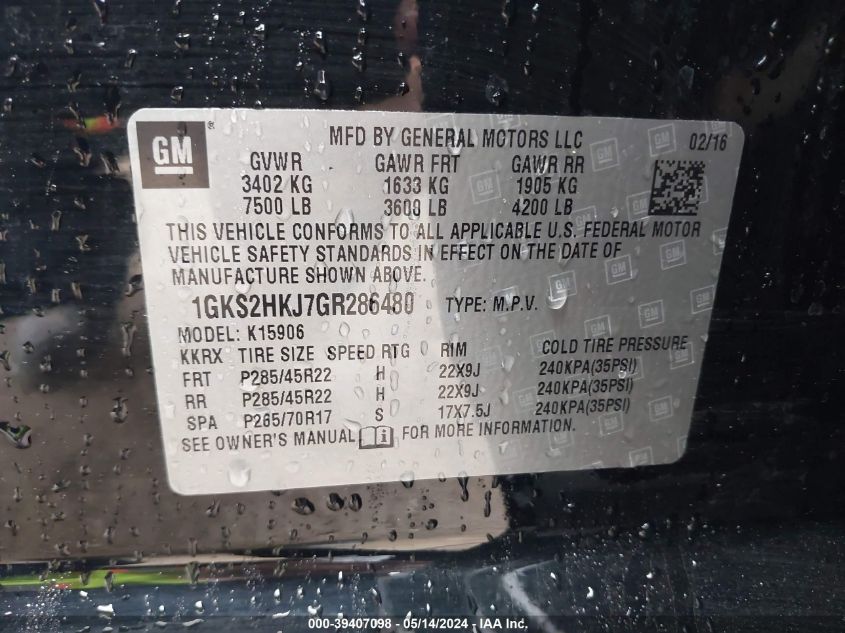 GM®
MFD BY GENERAL MOTORS LLC 02/16
GVWR GAWR FRT GAWR RR
3402 KG 1633 KG 1905 KG
7500 LB 3600 LB 4200 LB
THIS VEHICLE CONFORMS TO ALL APPLICABLE U.S. FEDERAL MOTOR
VEHICLE SAFETY STANDARDS IN EFFECT ON THE DATE OF
MANUFACTURE SHOWN ABOVE.
1GKS2HKJ7GR286480 TYPE: M.P.V.
MODEL: K15906
KKRX TIRE SIZE SPEED RTG RIM COLD TIRE PRESSURE
FRT P285/45R22 H 22X9J 240KPA(35PSI)
RR P285/45R22 H 22X9J 240KPA(35PSI)
SPA P265/70R17 S 17X7.5J 240KPA(35PSI)
SEE OWNER'S MANUAL FOR MORE INFORMATION.
000-39407098 - 05/14/2024 - IAA Inc.